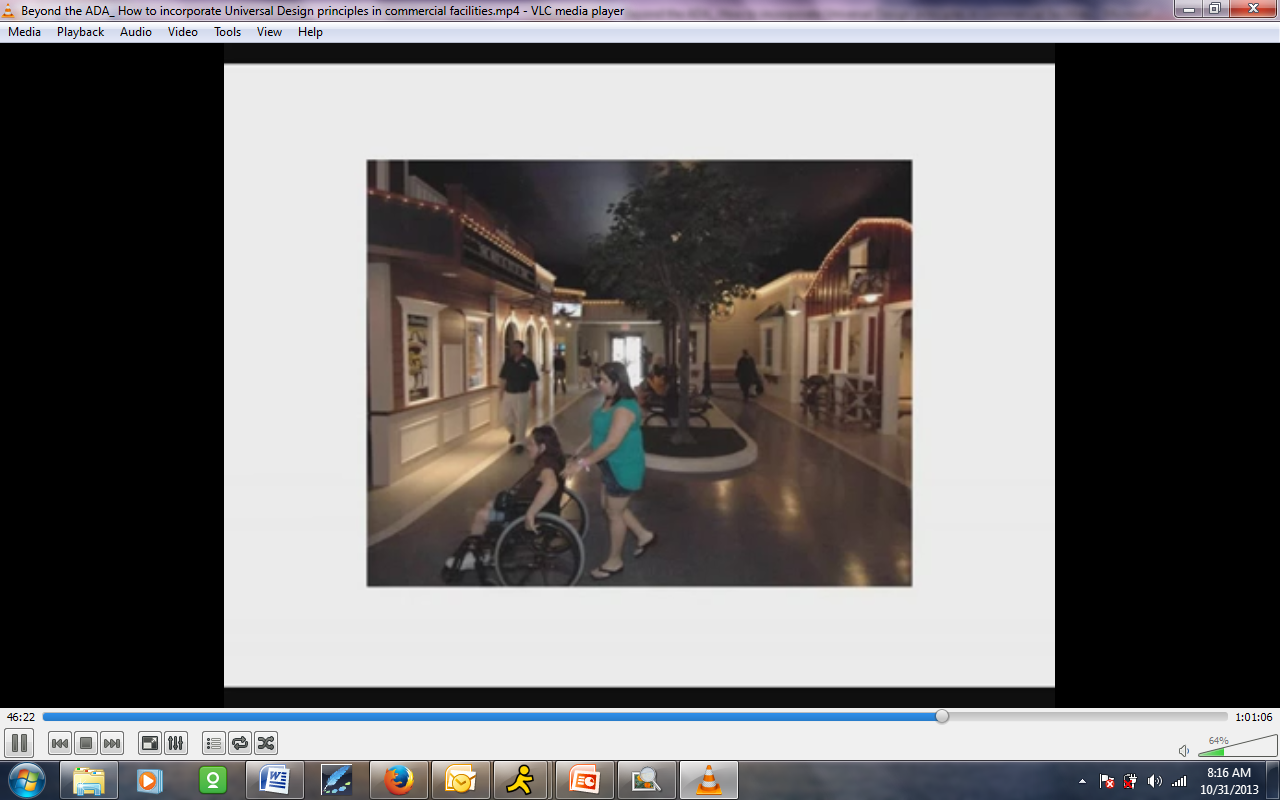 Beyond the ADA_ How to incorporate Universal Design principles in commercial facilities.mp4 - VLC media player
Media Playback Audio Video Tools View Help
46:22
1:01:06
64%
8:16 AM
10/31/2013